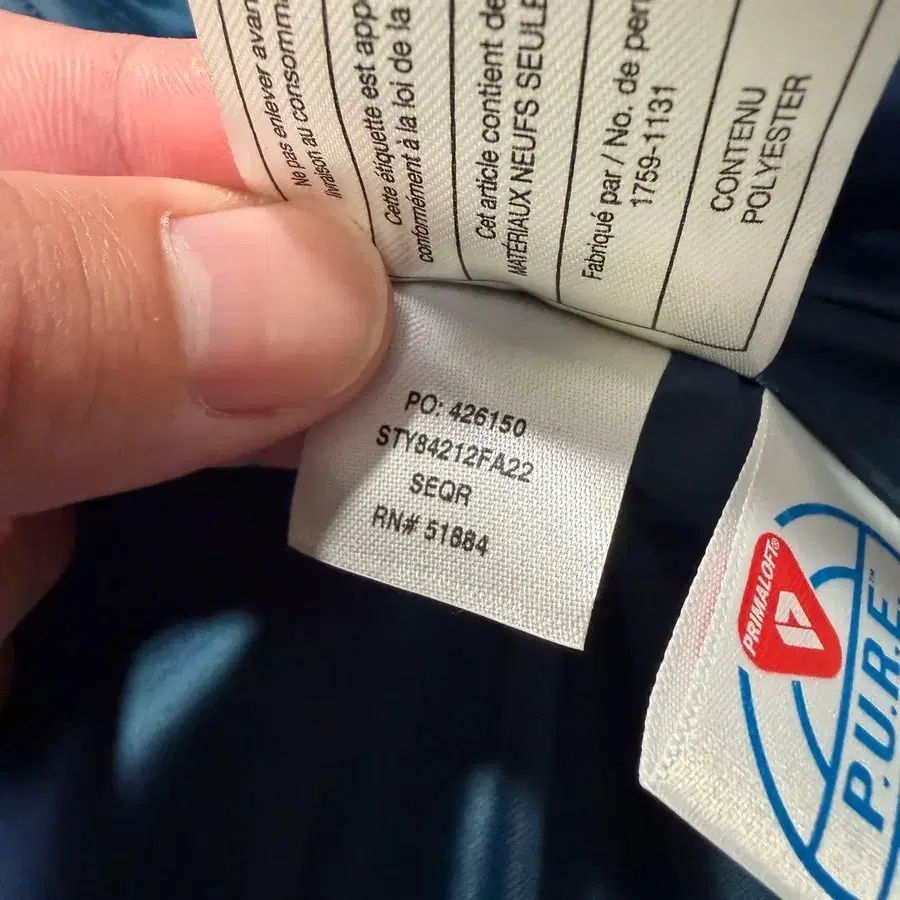 Ne pas enlever avan
livraison au consomma
Cette étiquette est app
conformément à la loi de la
Cet article contient de
MATÉRIAUX NEUFS SEULE
Fabriqué par / No. de per
1759-1131
CONTENU
POLYESTER
PO: 426150
STY84212FA22
SEQR
RN# 51884
PRIMALOFT®
P.U.R.E.™